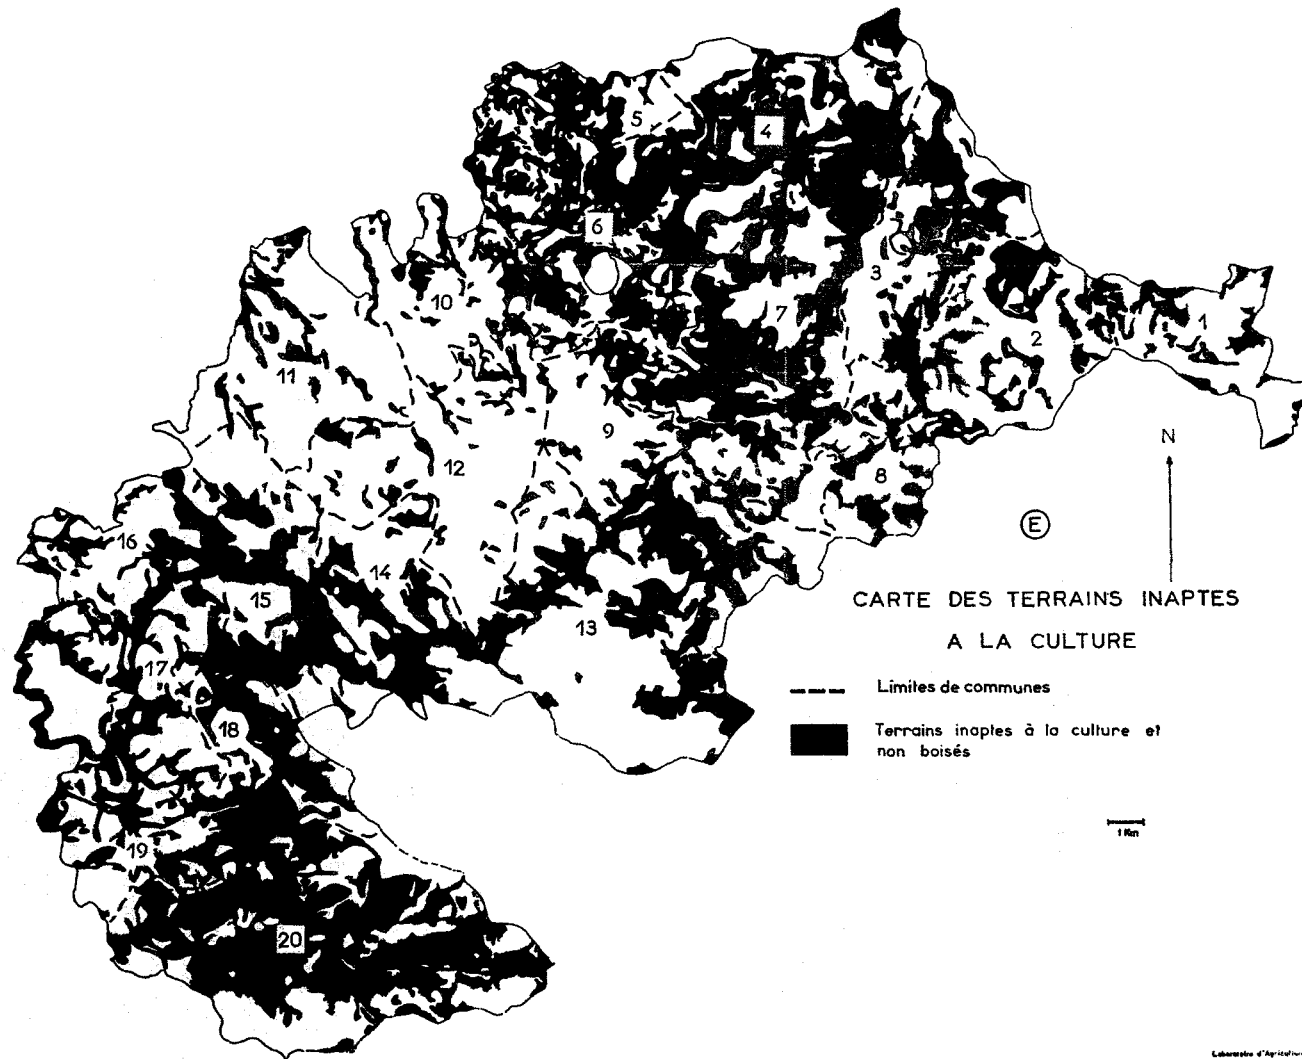 5
4
6
3
10
7
1
2
11
9
12
N
8
E
16
14
15
CARTE DES TERRAINS INAPTES
A LA CULTURE
13
17
Limites de communes
18
Terrains inaptes à la culture et
non boisés
1 Km
19
20
Laboratoire d'Agriculture